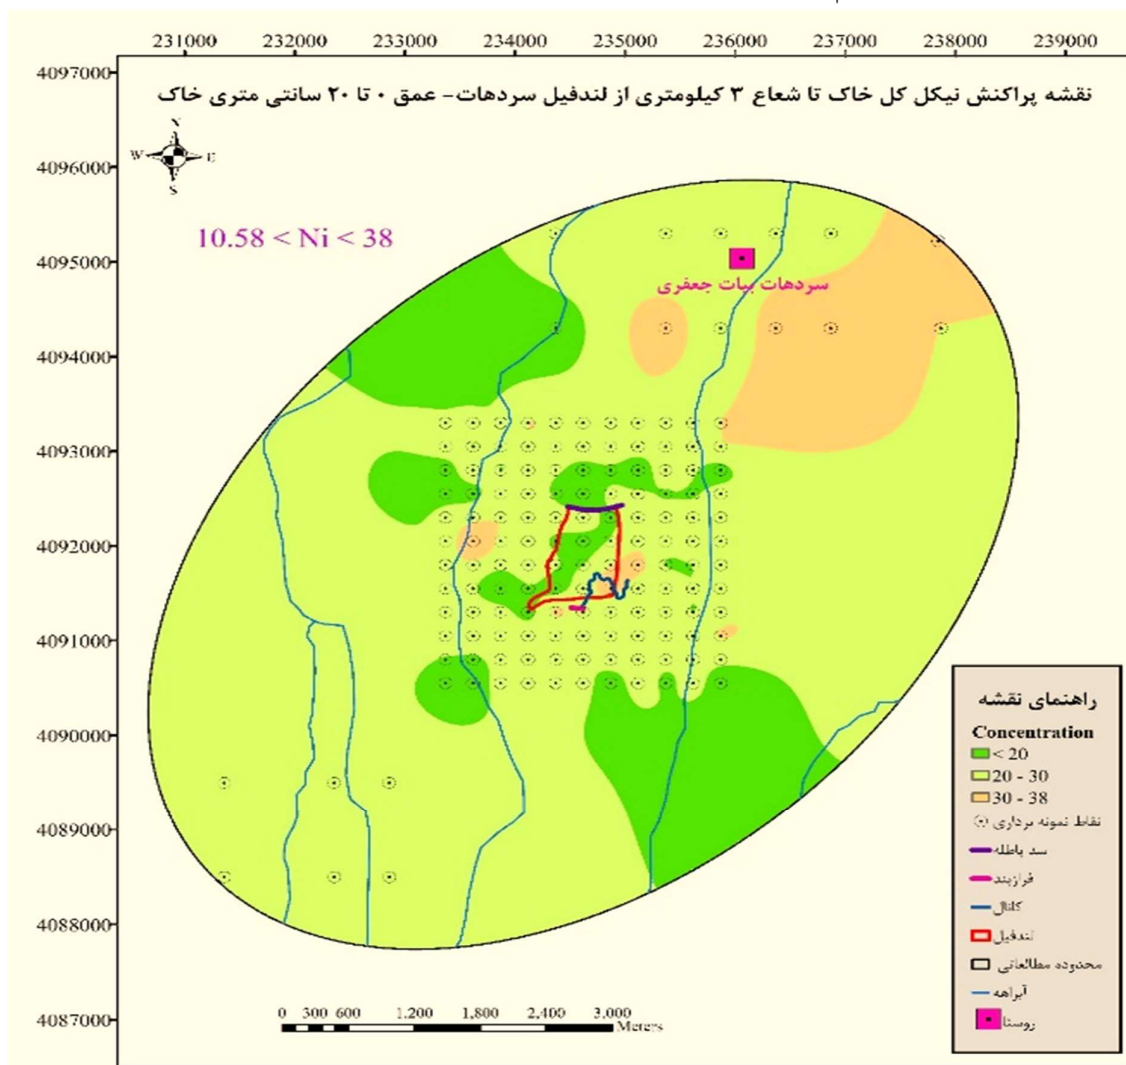 231000 232000 233000 234000 235000 236000 237000 238000 239000
4097000
نقشه پراکنش نیکل کل خاک تا شعاع ۳ کیلومتری از لندفیل سردهات- عمق ۰ تا ۲۰ سانتی متری خاک
N
W E
S
4096000
10.58 < Ni < 38
4095000
سردهات بیات جعفری
4094000
4093000
4092000
4091000
4090000
4089000
4088000
4087000
راهنمای نقشه
Concentration
< 20
20 - 30
30 - 38
نقاط نمونه برداری
سد باطله
فرازبند
کانال
لندفیل
محدوده مطالعاتی
آبراهه
روستا
0 300 600 1,200 1,800 2,400 3,000
Meters